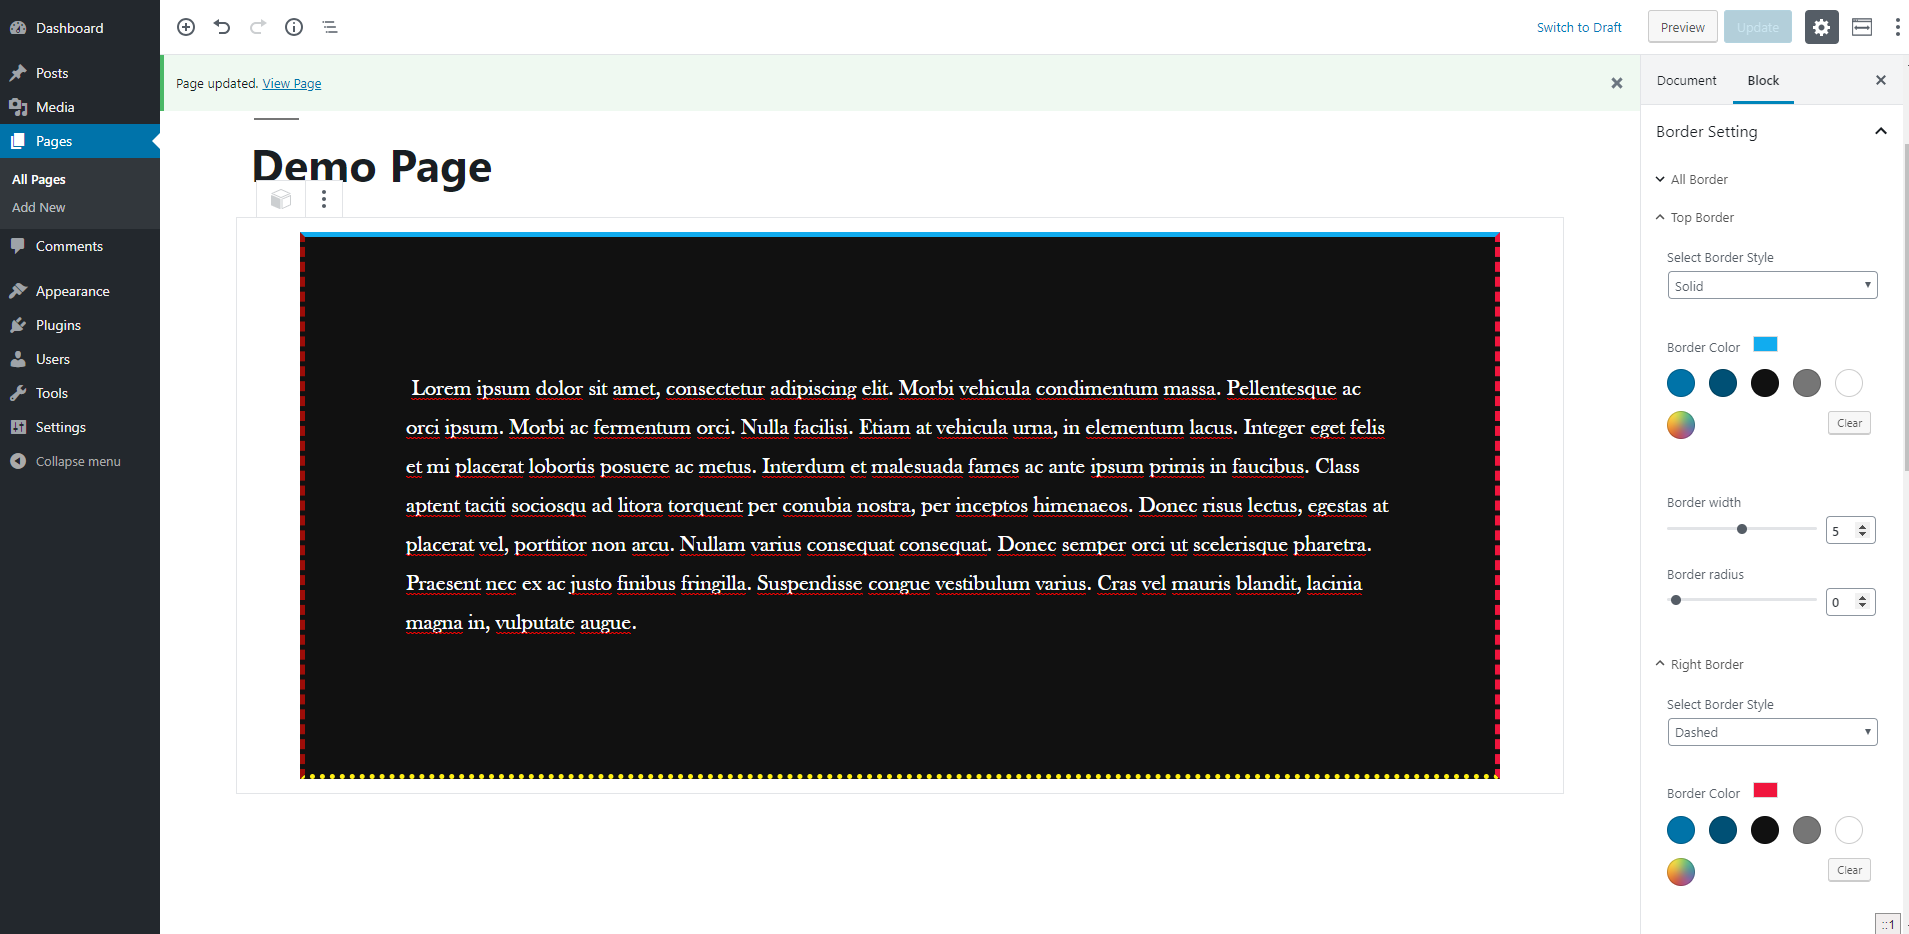 Dashboard
Posts
Media
Pages
All Pages
Add New
Comments
Appearance
Plugins
Users
Tools
Settings
Collapse menu
Switch to Draft
Preview
Update
Page updated. View Page
Demo Page
Lorem ipsum dolor sit amet, consectetur adipiscing elit. Morbi vehicula condimentum massa. Pellentesque ac
orci ipsum. Morbi ac fermentum orci. Nulla facilisi. Etiam at vehicula urna, in elementum lacus. Integer eget felis
et mi placerat lobortis posuere ac metus. Interdum et malesuada fames ac ante ipsum primis in faucibus. Class
aptent taciti sociosqu ad litora torquent per conubia nostra, per inceptos himenaeos. Donec risus lectus, egestas at
placerat vel, porttitor non arcu. Nullam varius consequat consequat. Donec semper orci ut scelerisque pharetra.
Praesent nec ex ac justo finibus fringilla. Suspendisse congue vestibulum varius. Cras vel mauris blandit, lacinia
magna in, vulputate augue.
Document
Block
Border Setting
All Border
Top Border
Select Border Style
Solid
Border Color
Clear
Border width
5
Border radius
0
Right Border
Select Border Style
Dashed
Border Color
Clear
::1